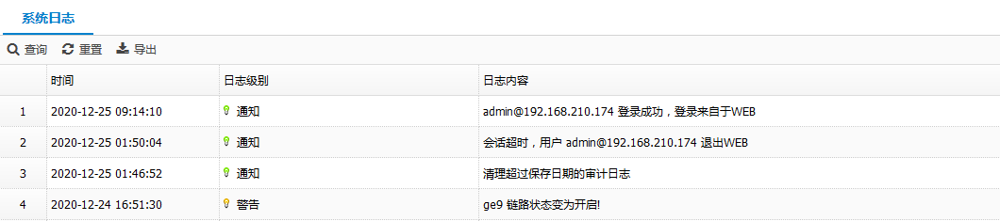 系统日志
查询 重置 导出
时间 日志级别 日志内容
1 2020-12-25 09:14:10 通知 admin@192.168.210.174 登录成功，登录来自于WEB
2 2020-12-25 01:50:04 通知 会话超时，用户 admin@192.168.210.174 退出WEB
3 2020-12-25 01:46:52 通知 清理超过保存日期的审计日志
4 2020-12-24 16:51:30 警告 ge9 链路状态变为开启!